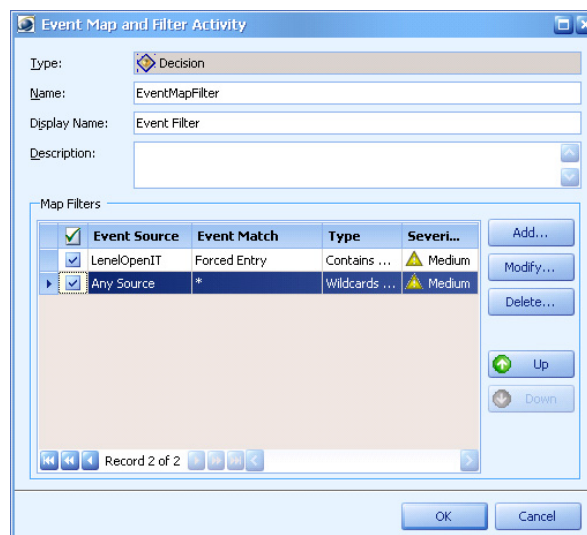 Event Map and Filter Activity
Type: Decision
Name: EventMapFilter
Display Name: Event Filter
Description:
Map Filters
Event Source Event Match Type Severi...
LenelOpenIT Forced Entry Contains ... Medium
Any Source * Wildcards ... Medium
Add...
Modify...
Delete...
Up
Down
Record 2 of 2
OK Cancel